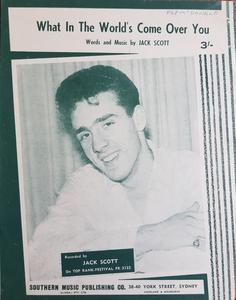 What In The World's Come Over You
Words and Music by JACK SCOTT
3/-
Recorded by
JACK SCOTT
On TOP RANK-FESTIVAL FK 3132
SOUTHERN MUSIC PUBLISHING CO.
38-40 YORK STREET, SYDNEY